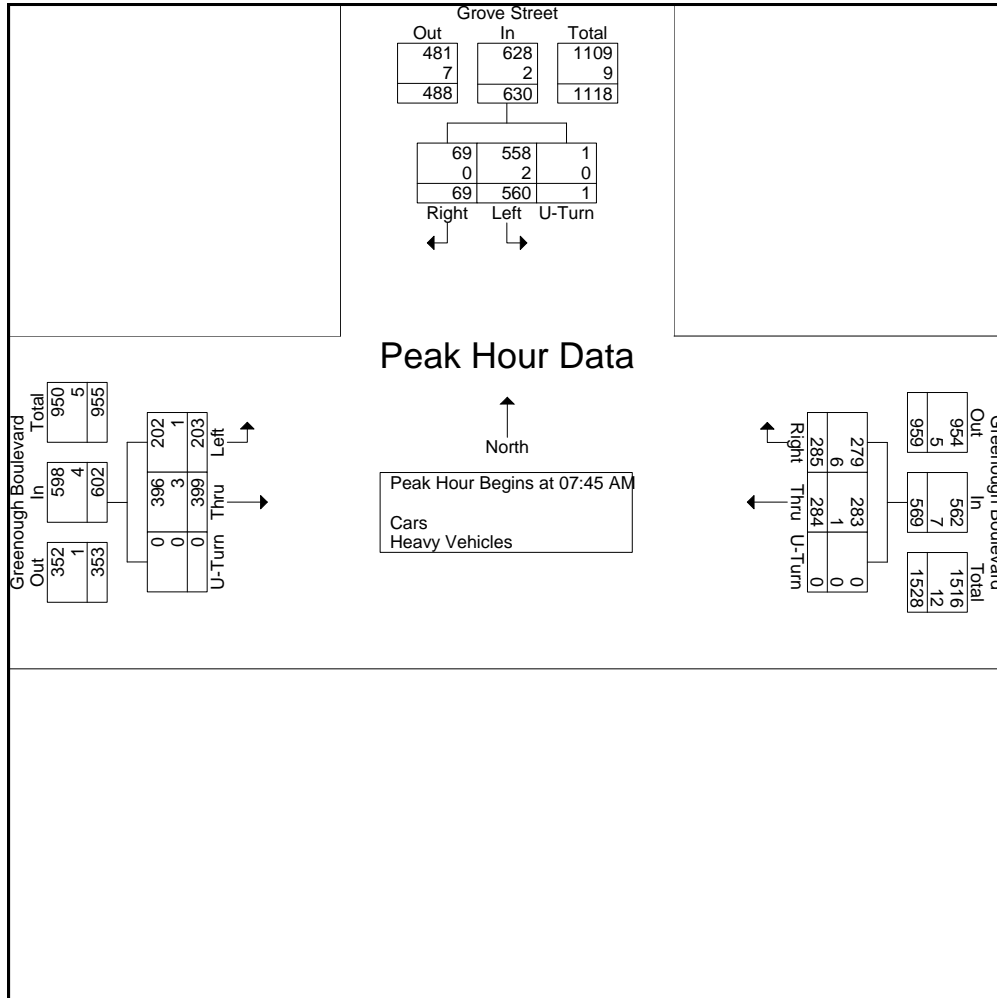 Grove Street
Out In Total
481 628 1109
7 2 9
488 630 1118
69 558 1
0 2 0
69 560 1
Right Left U-Turn
Peak Hour Data
North
Peak Hour Begins at 07:45 AM
Cars
Heavy Vehicles
Greenough Boulevard
Out In Total
352 598 950
1 4 5
353 602 955
0 396 202
0 3 1
0 399 203
U-Turn Thru Left
Greenough Boulevard
Out In Total
954 562 1516
5 7 12
959 569 1528
279 283 0
6 1 0
285 284 0
Right Thru U-Turn